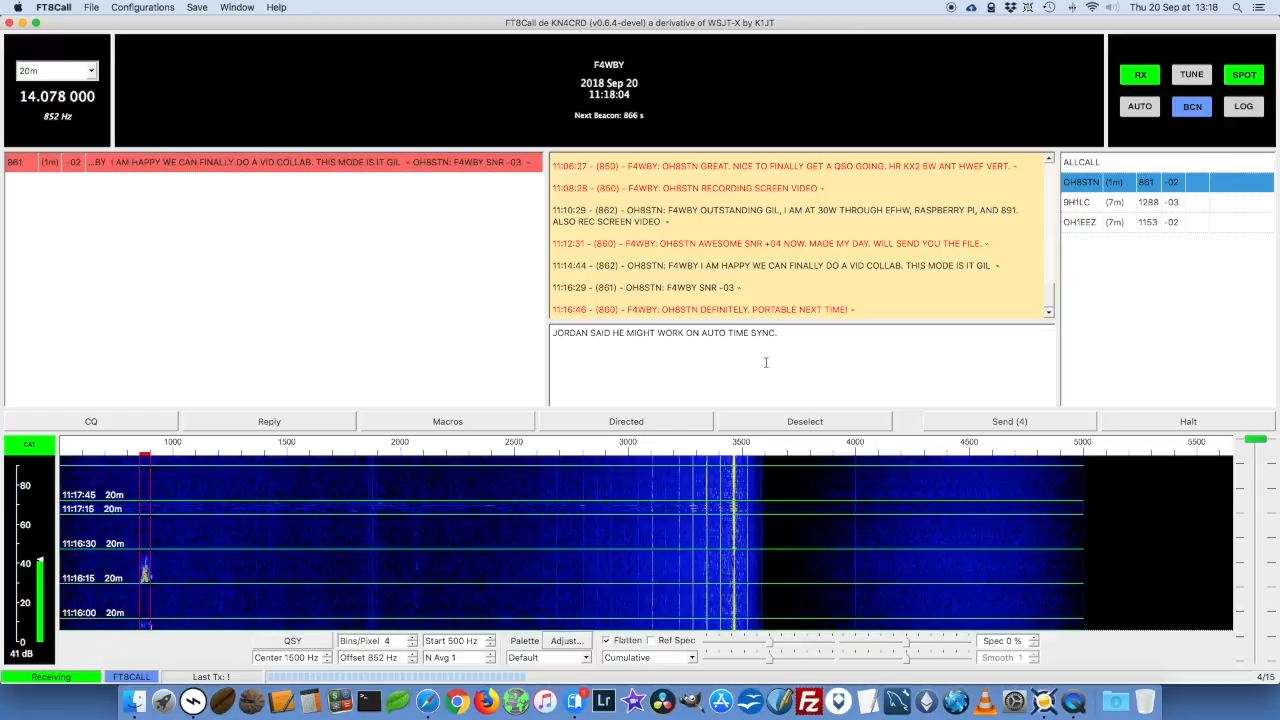 FT8Call File Configurations Save Window Help Thu 20 Sep at 13:18
FT8Call de KN4CRD (v0.6.4-devel) a derivative of WSJT-X by K1JT
20m
14.078 000
852 Hz
F4WBY
2018 Sep 20
11:18:04
Next Beacon: 866 s
RX TUNE SPOT
AUTO BCN LOG
861 (1m) -02 ...BY I AM HAPPY WE CAN FINALLY DO A VID COLLAB. THIS MODE IS IT GIL ~ OH8STN: F4WBY SNR -03 ~
11:06:27 - (850) - F4WBY: OH8STN GREAT. NICE TO FINALLY GET A QSO GOING. HR KX2 5W ANT HWEF VERT. ~
11:08:28 - (850) - F4WBY: OH8STN RECORDING SCREEN VIDEO ~
11:10:29 - (862) - OH8STN: F4WBY OUTSTANDING GIL, I AM AT 30W THROUGH EFHW, RASPBERRY PI, AND 891.
ALSO REC SCREEN VIDEO ~
11:12:31 - (860) - F4WBY: OH8STN AWESOME SNR +04 NOW. MADE MY DAY. WILL SEND YOU THE FILE. ~
11:14:44 - (862) - OH8STN: F4WBY I AM HAPPY WE CAN FINALLY DO A VID COLLAB. THIS MODE IS IT GIL ~
11:16:29 - (861) - OH8STN: F4WBY SNR -03 ~
11:16:46 - (860) - F4WBY: OH8STN DEFINITELY. PORTABLE NEXT TIME! ~
JORDAN SAID HE MIGHT WORK ON AUTO TIME SYNC.
ALLCALL
OH8STN (1m) 861 -02
9H1LC (7m) 1288 -03
OH1EEZ (7m) 1153 -02
CQ Reply Macros Directed Deselect Send (4) Halt
CAT 1000 1500 2000 2500 3000 3500 4000 4500 5000 5500
80
60
40
20
0
41 dB
11:17:45 20m
11:17:15 20m
11:16:30 20m
11:16:15 20m
11:16:00 20m
QSY Bins/Pixel 4 Start 500 Hz Palette Adjust... Flatten Ref Spec Spec 0 %
Center 1500 Hz Offset 852 Hz N Avg 1 Default Cumulative Smooth 1
Receiving FT8CALL Last Tx: ! 4/15
1 Lr FZ